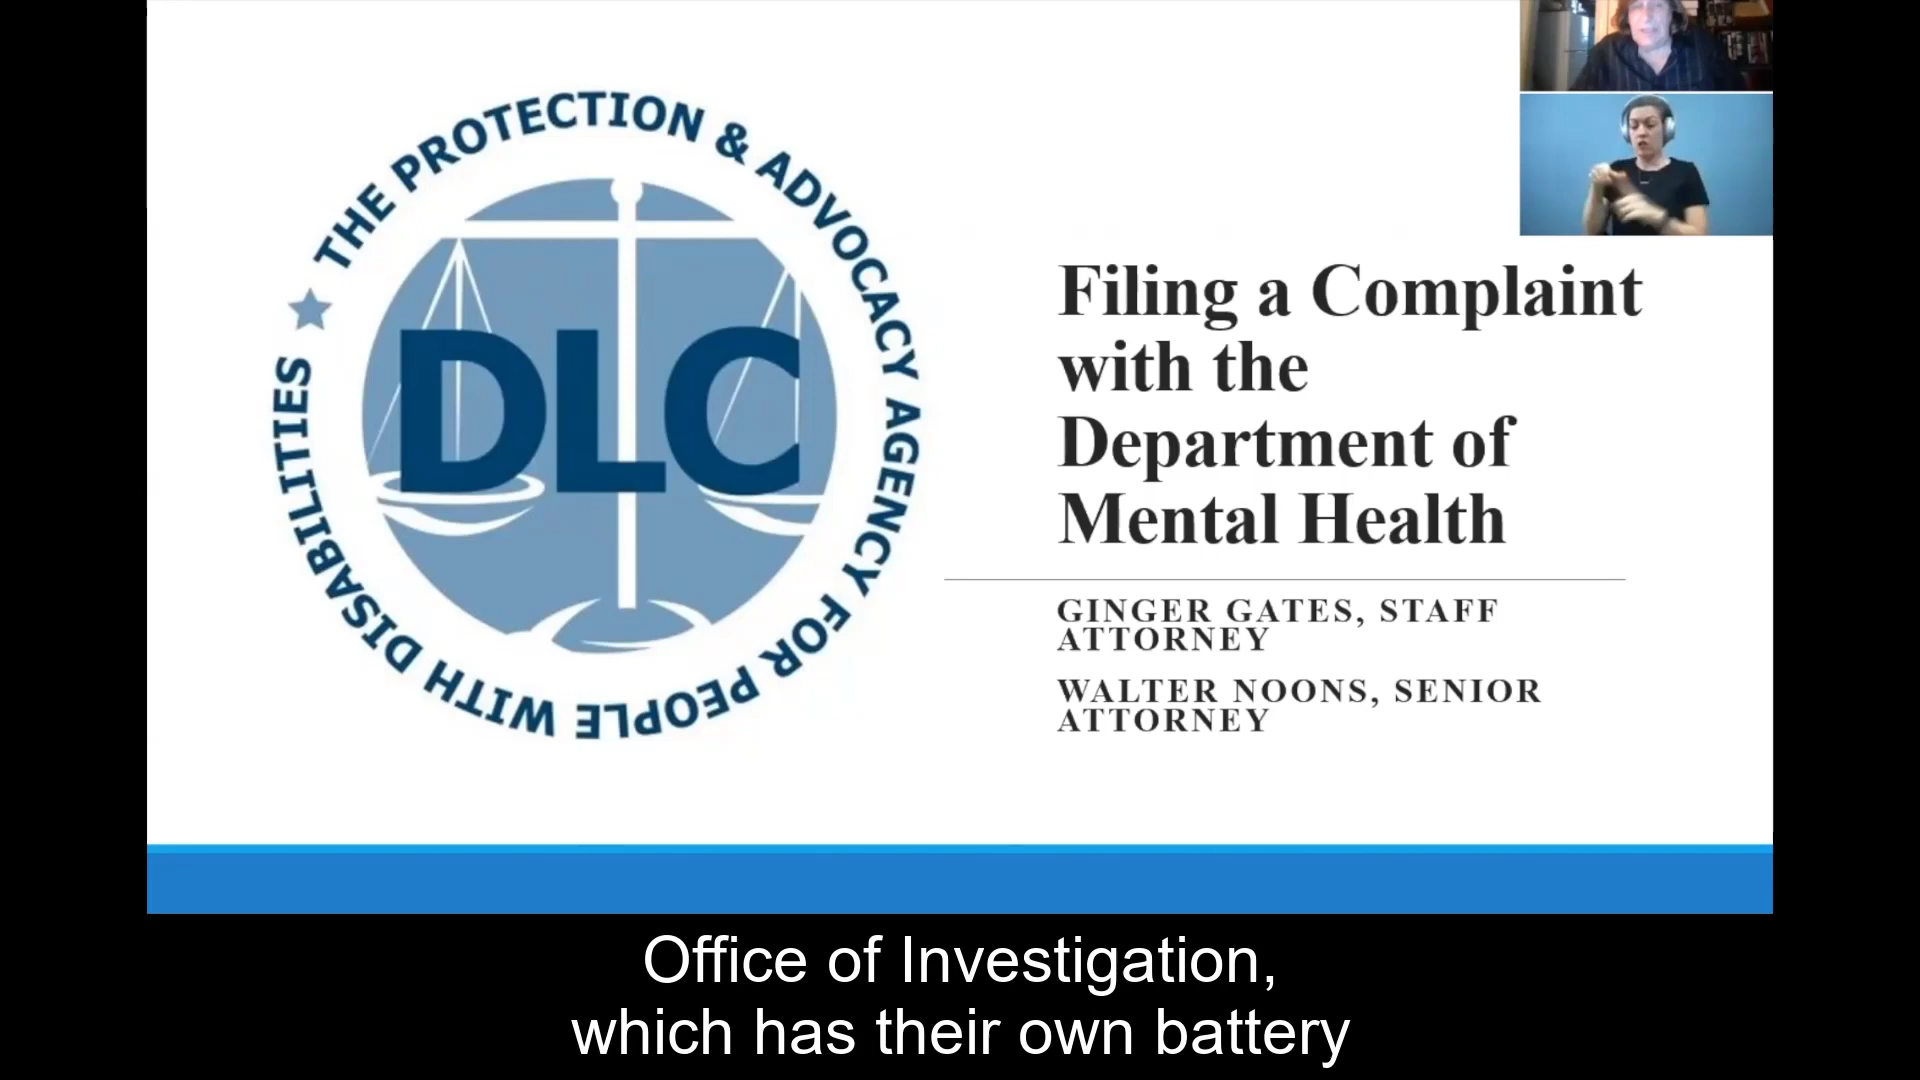 ★ THE PROTECTION & ADVOCACY AGENCY FOR PEOPLE WITH DISABILITIES
DLC
Filing a Complaint
with the
Department of
Mental Health
GINGER GATES, STAFF
ATTORNEY
WALTER NOONS, SENIOR
ATTORNEY
Office of Investigation,
which has their own battery